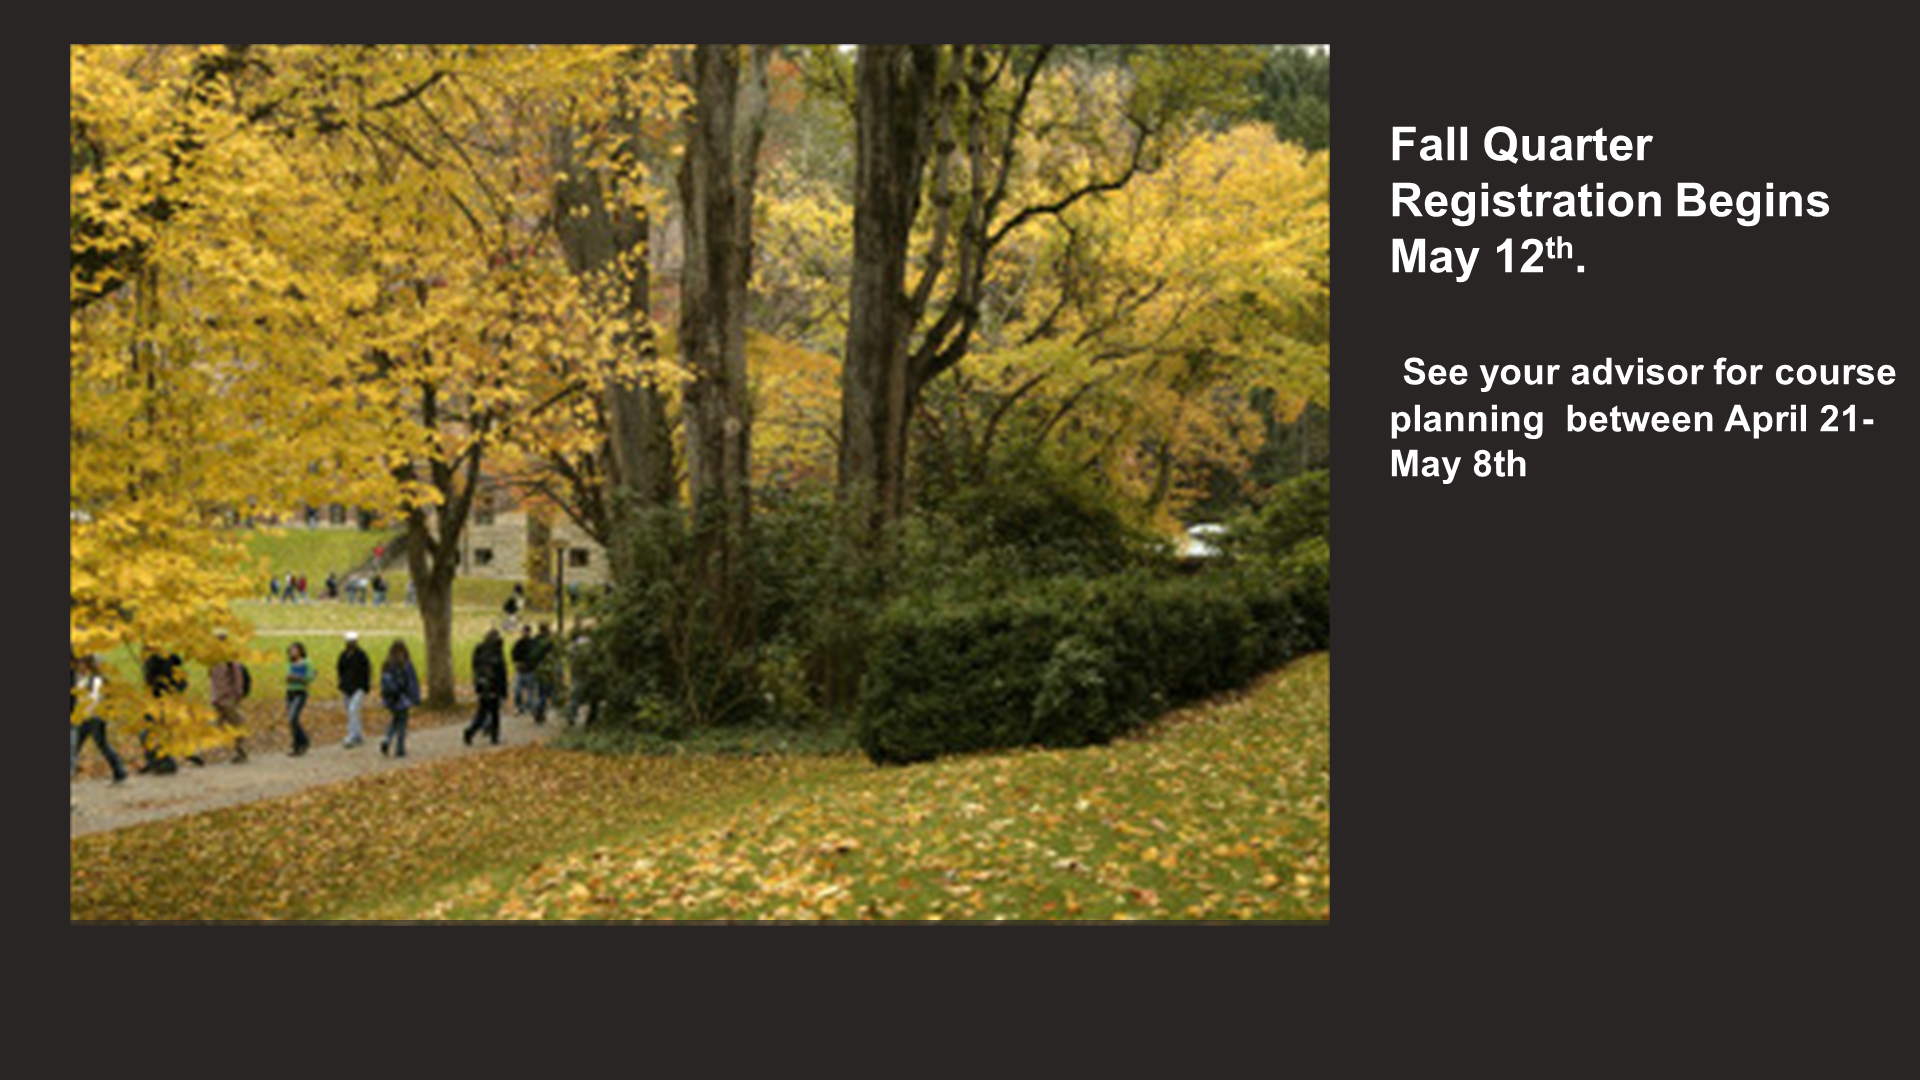 Fall Quarter
Registration Begins
May 12th.
See your advisor for course
planning  between April 21-
May 8th